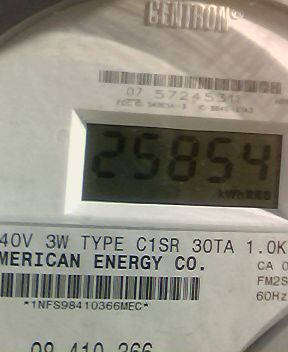 CENTRON
07 57245311
25854
kWh
40V 3W TYPE C1SR 30TA 1.0K
MERICAN ENERGY CO.
CA 0
FM2S
60Hz
*1NFS98410366MEC*
98 410 366